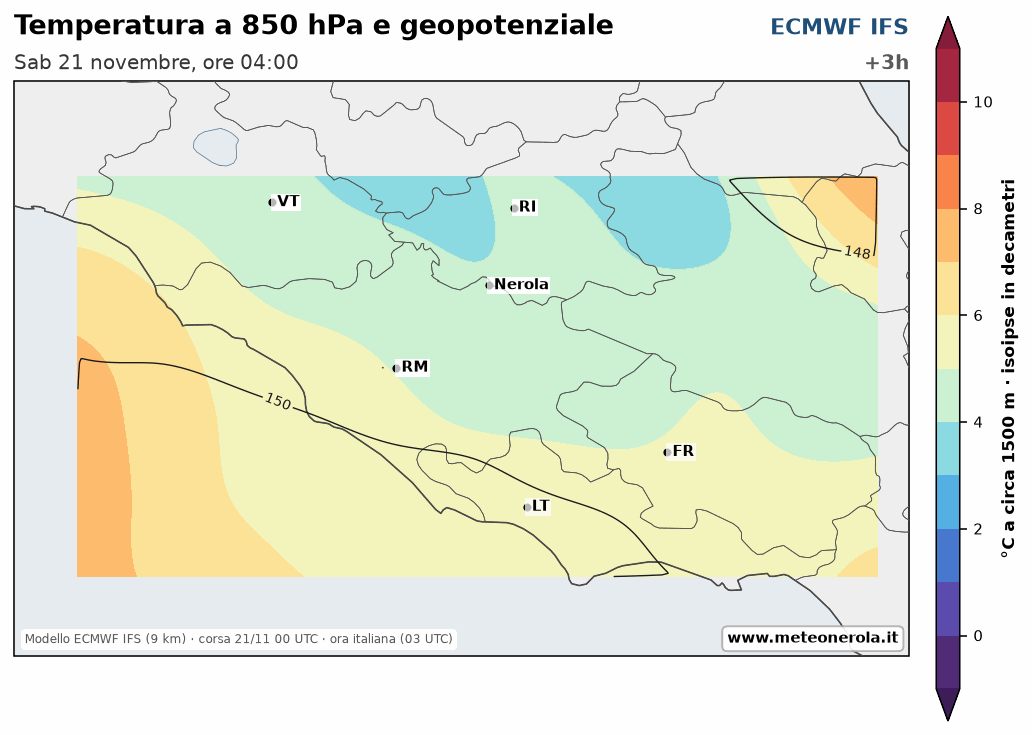 Temperatura a 850 hPa e geopotenziale
ECMWF IFS
Sab 21 novembre, ore 04:00
+3h
10
8
6
4
2
0
°C a circa 1500 m · isoipse in decametri
VT
RI
148
Nerola
RM
150
FR
LT
Modello ECMWF IFS (9 km) · corsa 21/11 00 UTC · ora italiana (03 UTC)
www.meteonerola.it